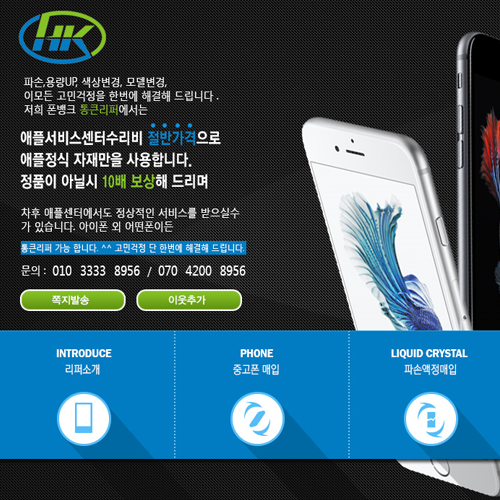 HK
파손,용량UP, 색상변경, 모델변경,
이모든 고민걱정을 한번에 해결해 드립니다 .
저희 폰뱅크 통큰리퍼에서는
애플서비스센터수리비 절반가격으로
애플정식 자재만을 사용합니다.
정품이 아닐시 10배 보상해 드리며
차후 애플센터에서도 정상적인 서비스를 받으실수
가 있습니다. 아이폰 외 어떤폰이든
통큰리퍼 가능 합니다. ^^ 고민걱정 단 한번에 해결해 드립니다.
문의 : 010 3333 8956 / 070 4200 8956
쪽지발송 이웃추가
INTRODUCE PHONE LIQUID CRYSTAL
리퍼소개 중고폰 매입 파손액정매입